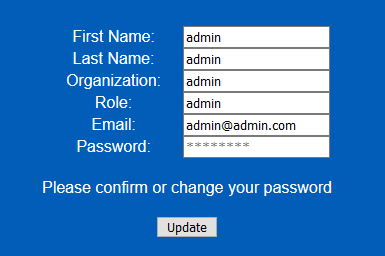 First Name: admin
Last Name: admin
Organization: admin
Role: admin
Email: admin@admin.com
Password: ********
Please confirm or change your password
Update